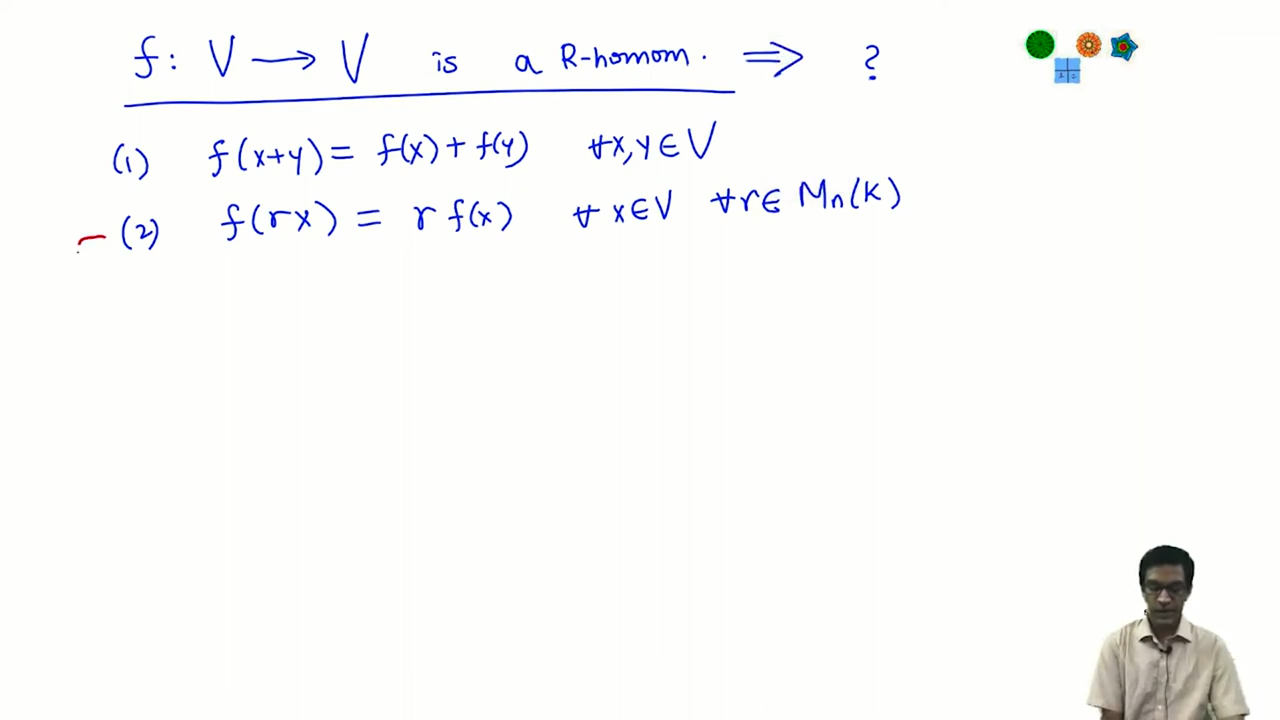 f: V ⟶ V is a R-homom. ⟹ ?
(1) f(x+y) = f(x) + f(y) ∀x,y ∈ V
(2) f(rx) = r f(x) ∀ x∈V ∀r∈ Mn(K)